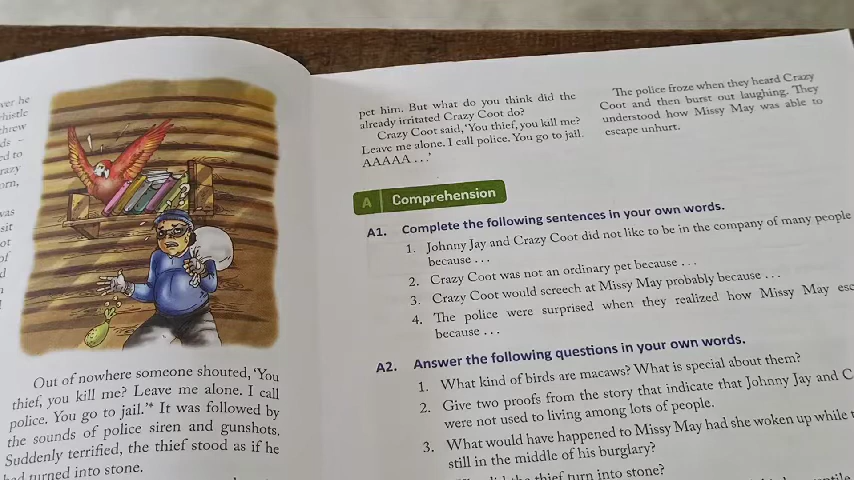 pet him. But what do you think did the
already irritated Crazy Coot do?
Crazy Coot said, 'You thief, you kill me?
Leave me alone. I call police. You go to jail.
AAAAA . . .'
The police froze when they heard Crazy
Coot and then burst out laughing. They
understood how Missy May was able to
escape unhurt.
A Comprehension
A1. Complete the following sentences in your own words.
1. Johnny Jay and Crazy Coot did not like to be in the company of many people
because . . .
2. Crazy Coot was not an ordinary pet because . . .
3. Crazy Coot would screech at Missy May probably because . . .
4. The police were surprised when they realized how Missy May
because . . .
A2. Answer the following questions in your own words.
1. What kind of birds are macaws? What is special about them?
2. Give two proofs from the story that indicate that Johnny Jay and
were not used to living among lots of people.
3. What would have happened to Missy May had she woken up while
still in the middle of his burglary?
the thief turn into stone?
Out of nowhere someone shouted, 'You
thief, you kill me? Leave me alone. I call
police. You go to jail.'* It was followed by
the sounds of police siren and gunshots.
Suddenly terrified, the thief stood as if he
had turned into stone.